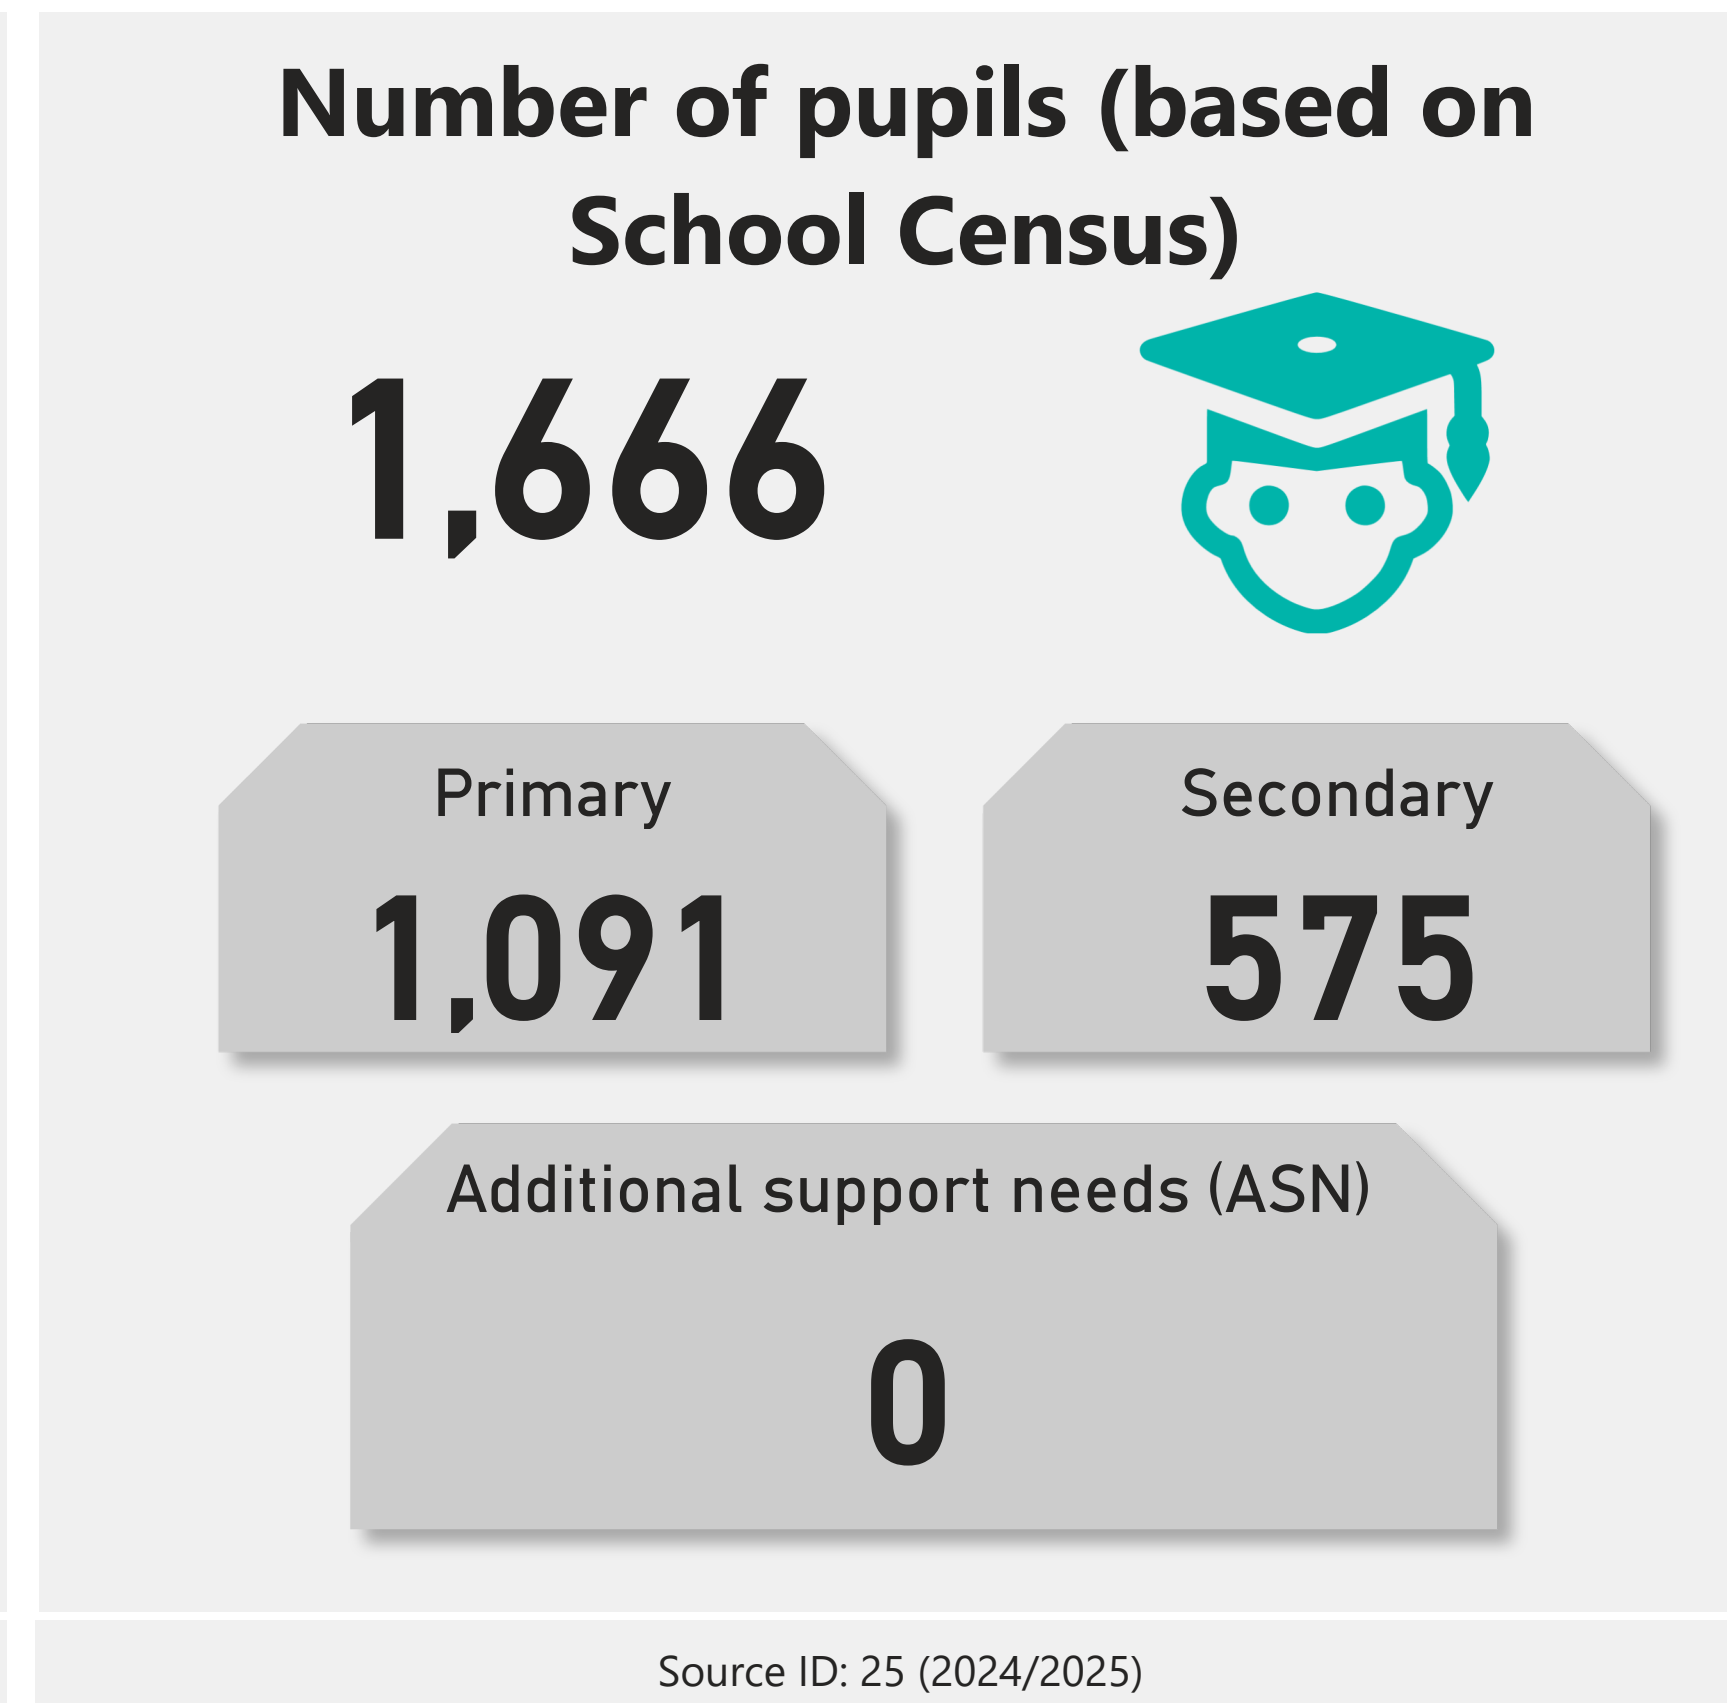 Number of pupils (based on
School Census)
1,666
Primary
1,091
Secondary
575
Additional support needs (ASN)
0
Source ID: 25 (2024/2025)